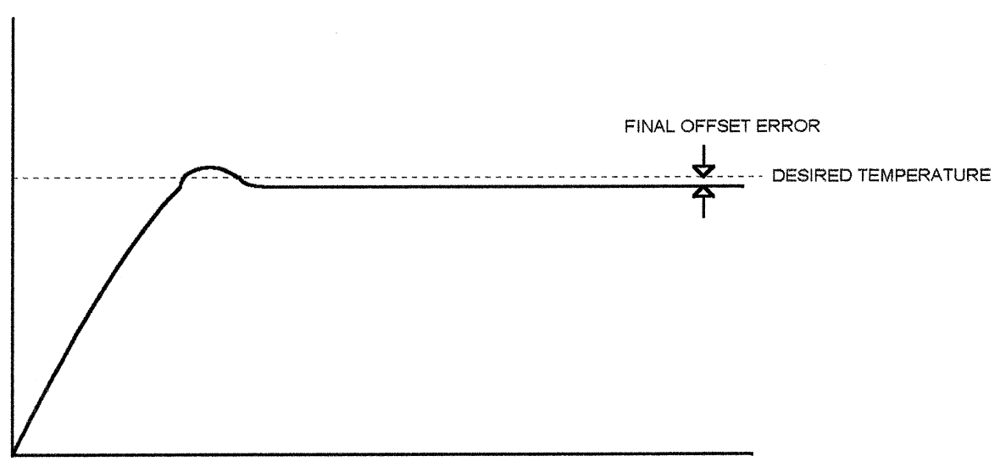 FINAL OFFSET ERROR
DESIRED TEMPERATURE